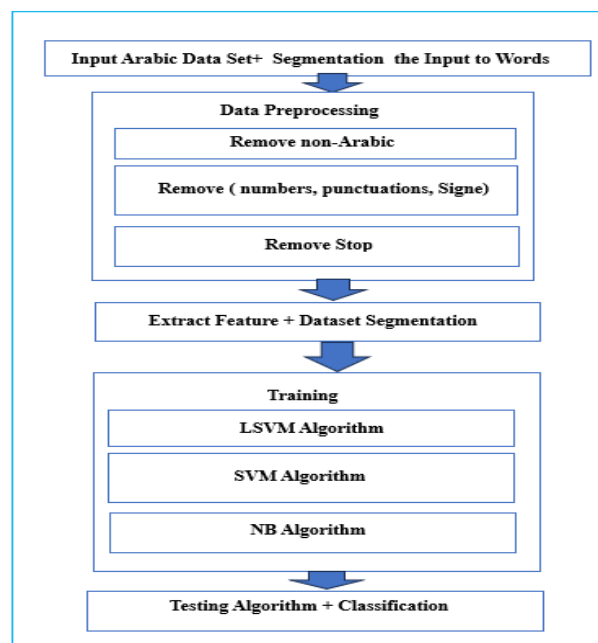 Input Arabic Data Set+ Segmentation the Input to Words
Data Preprocessing
Remove non-Arabic
Remove ( numbers, punctuations, Signe)
Remove Stop
Extract Feature + Dataset Segmentation
Training
LSVM Algorithm
SVM Algorithm
NB Algorithm
Testing Algorithm + Classification